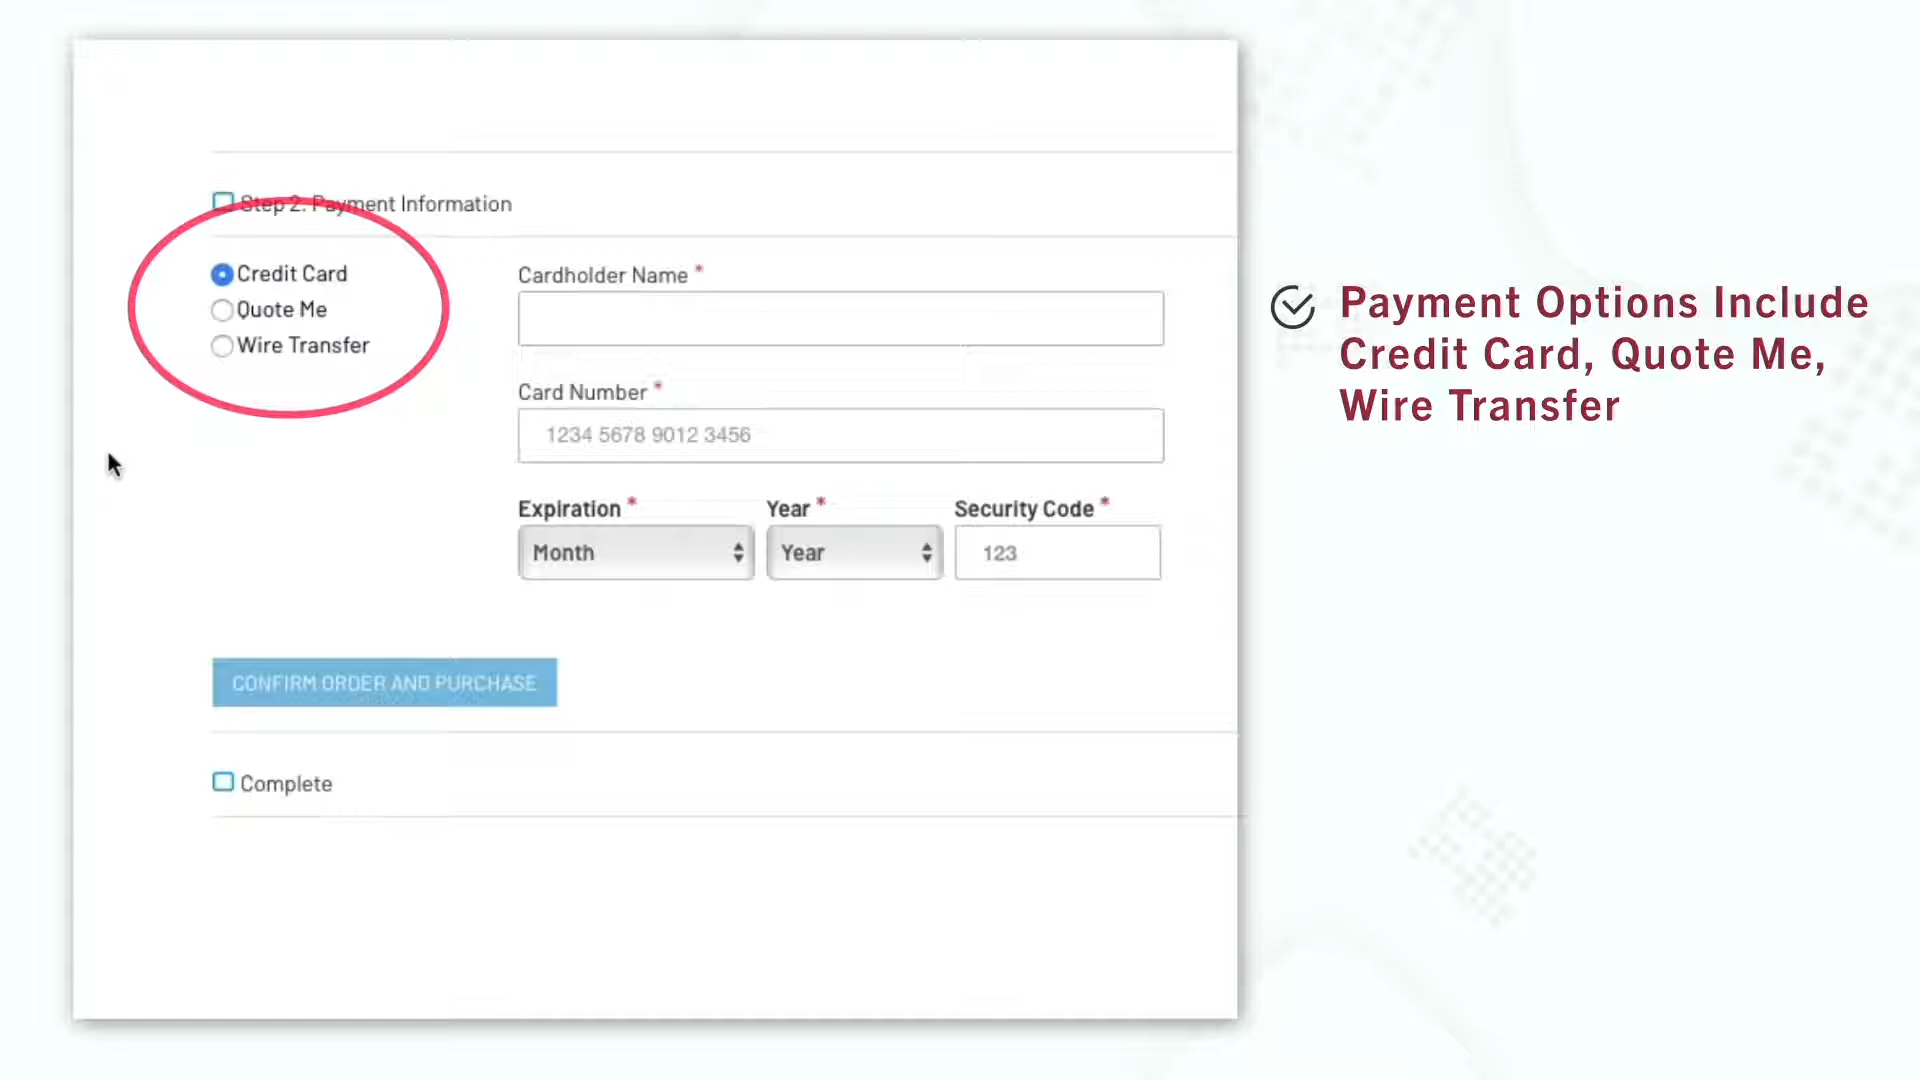 Step 2. Payment Information
Credit Card
Quote Me
Wire Transfer
Cardholder Name *
Card Number *
1234 5678 9012 3456
Expiration * Year * Security Code *
Month Year 123
CONFIRM ORDER AND PURCHASE
Complete
Payment Options Include
Credit Card, Quote Me,
Wire Transfer